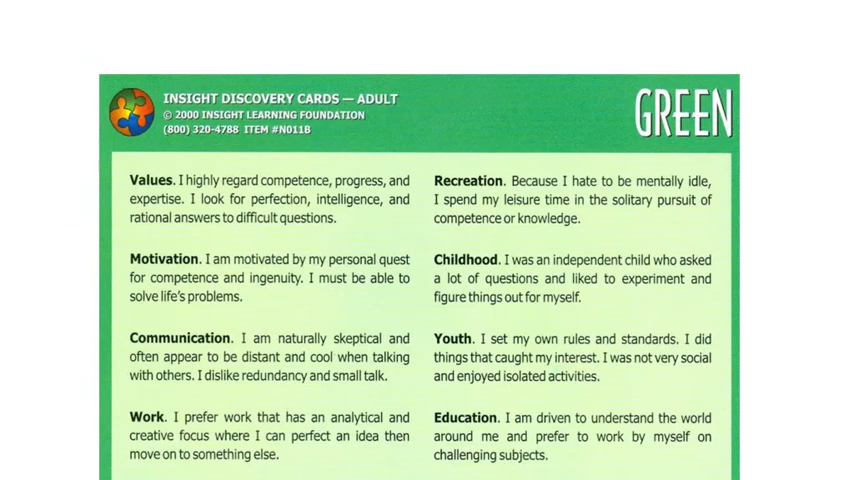 INSIGHT DISCOVERY CARDS — ADULT
© 2000 INSIGHT LEARNING FOUNDATION
(800) 320-4788 ITEM #N011B
GREEN
Values. I highly regard competence, progress, and
expertise. I look for perfection, intelligence, and
rational answers to difficult questions.
Motivation. I am motivated by my personal quest
for competence and ingenuity. I must be able to
solve life's problems.
Communication. I am naturally skeptical and
often appear to be distant and cool when talking
with others. I dislike redundancy and small talk.
Work. I prefer work that has an analytical and
creative focus where I can perfect an idea then
move on to something else.
Recreation. Because I hate to be mentally idle,
I spend my leisure time in the solitary pursuit of
competence or knowledge.
Childhood. I was an independent child who asked
a lot of questions and liked to experiment and
figure things out for myself.
Youth. I set my own rules and standards. I did
things that caught my interest. I was not very social
and enjoyed isolated activities.
Education. I am driven to understand the world
around me and prefer to work by myself on
challenging subjects.